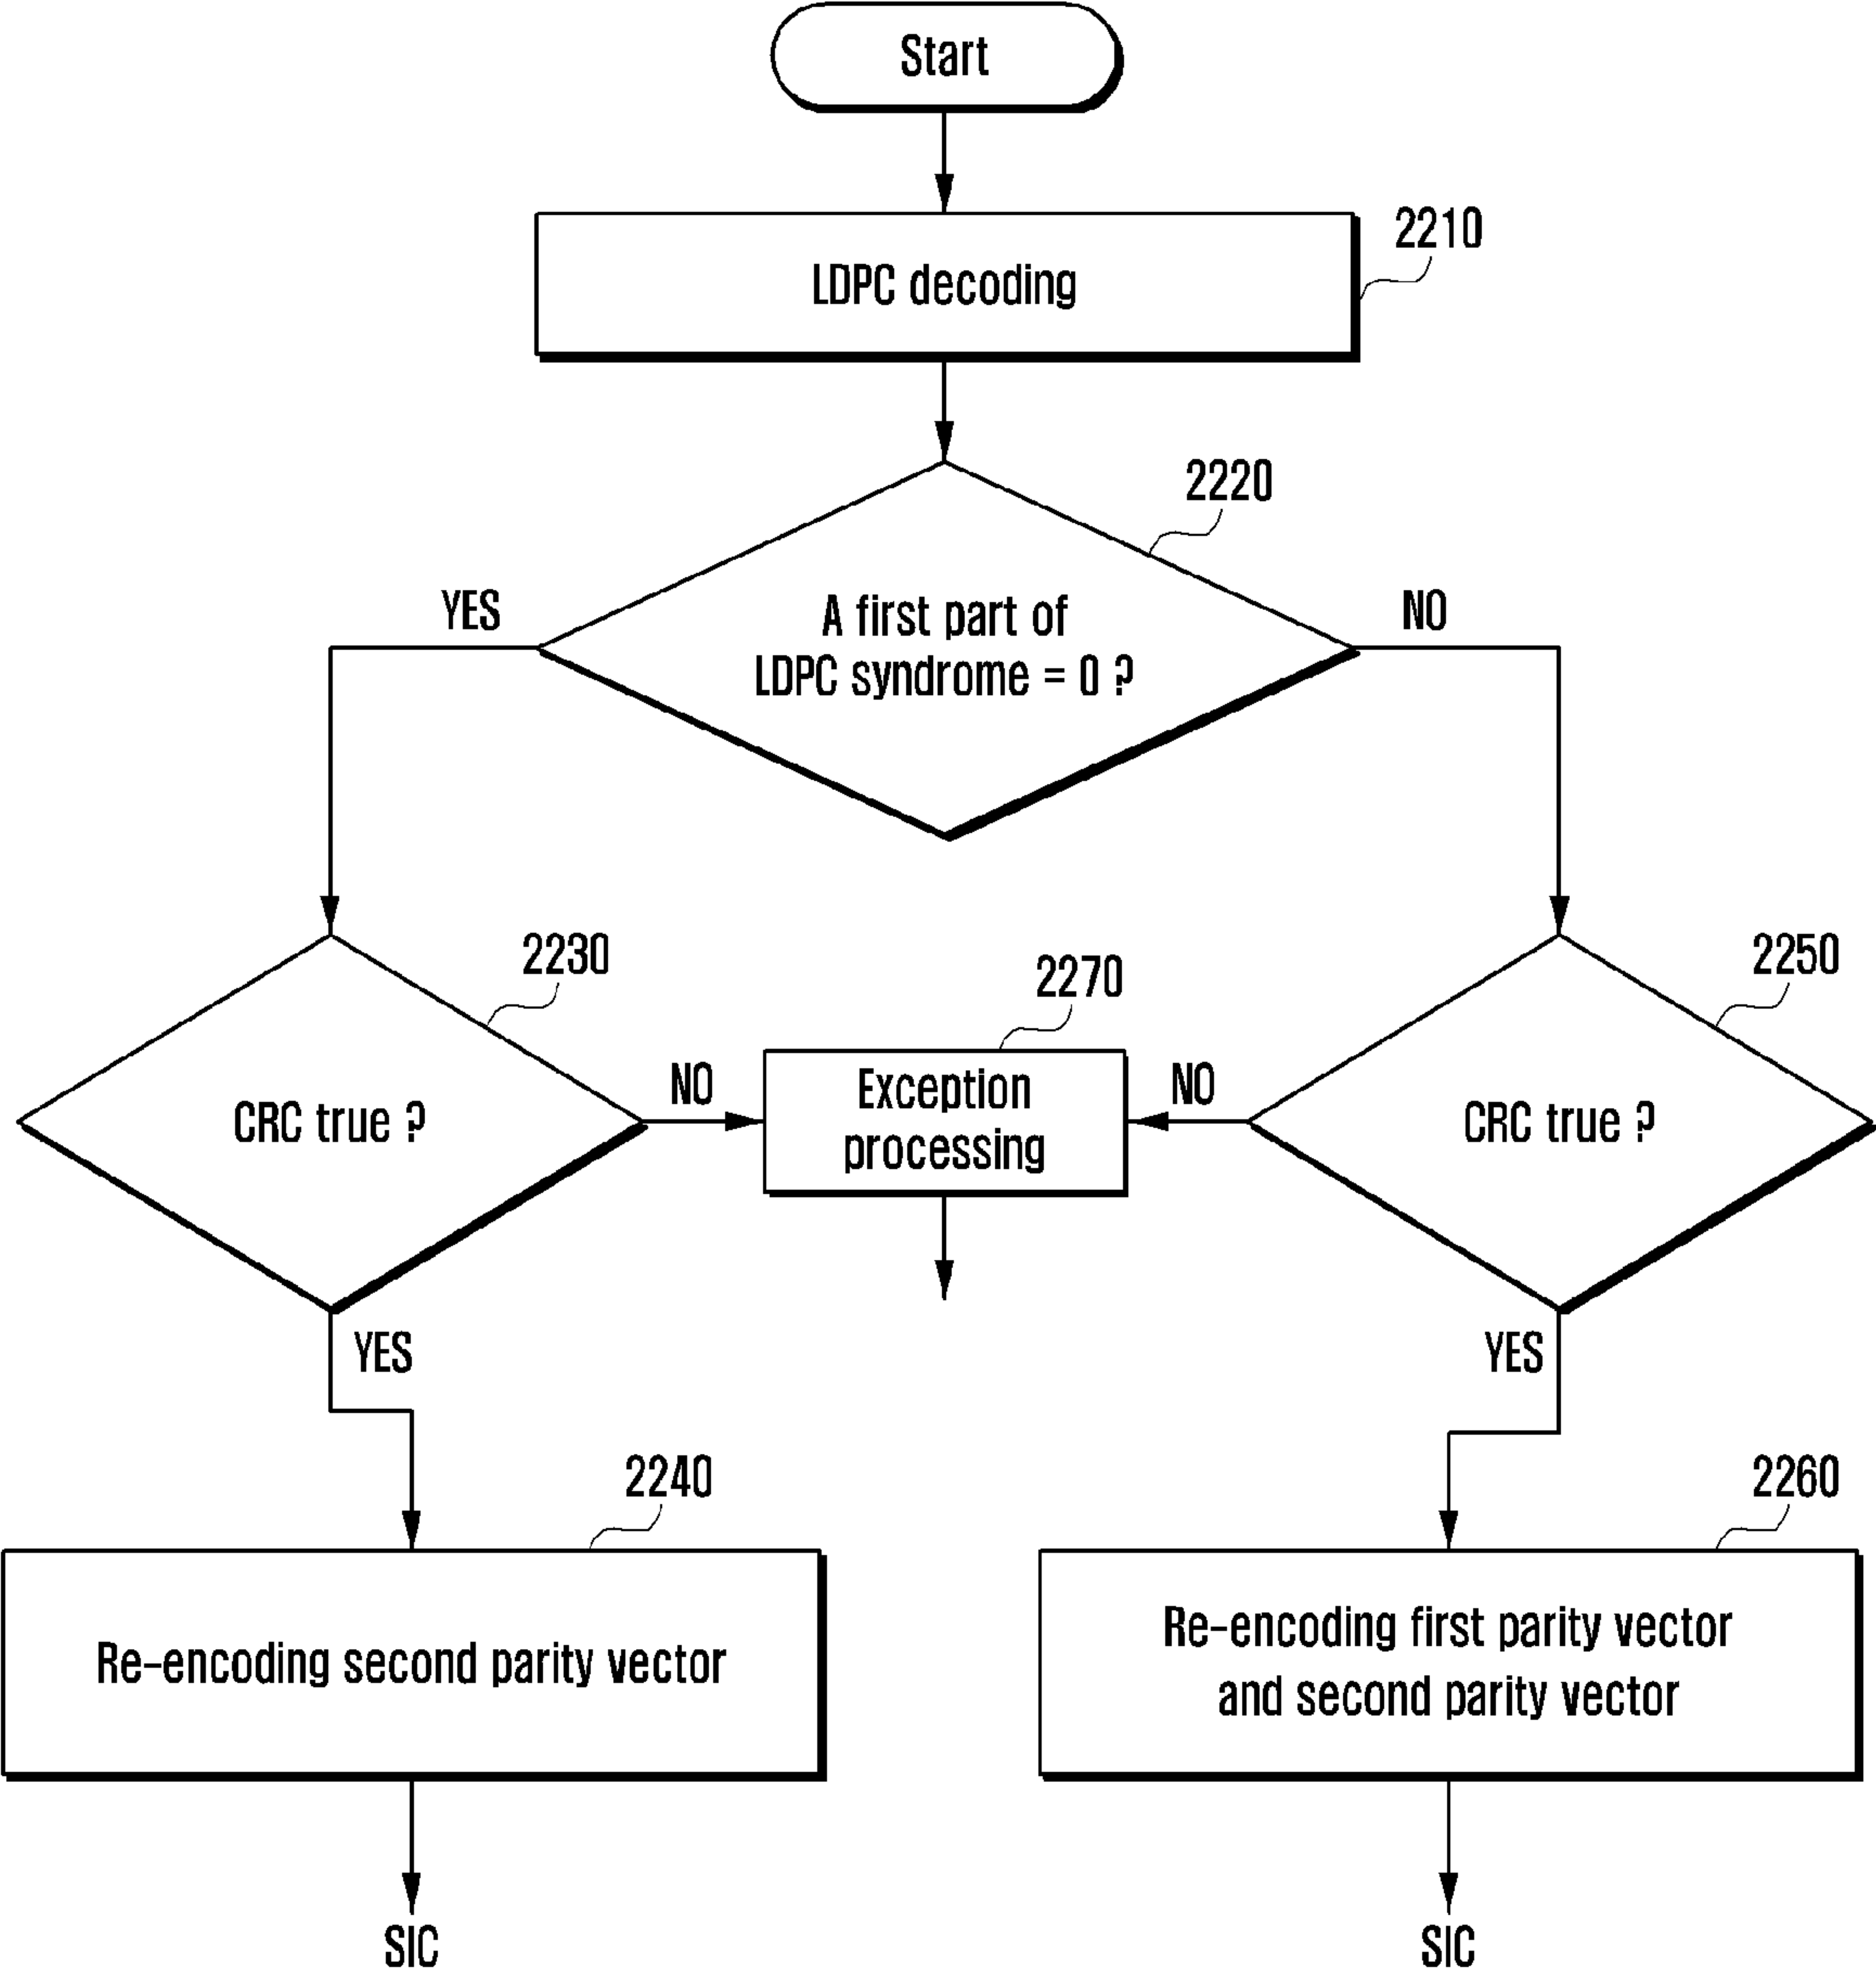 Start
2210
LDPC decoding
2220
YES
NO
A first part of
LDPC syndrome = 0 ?
2230
2270
2250
CRC true ?
NO
Exception
processing
NO
CRC true ?
YES
YES
2240
2260
Re-encoding second parity vector
Re-encoding first parity vector
and second parity vector
SIC
SIC